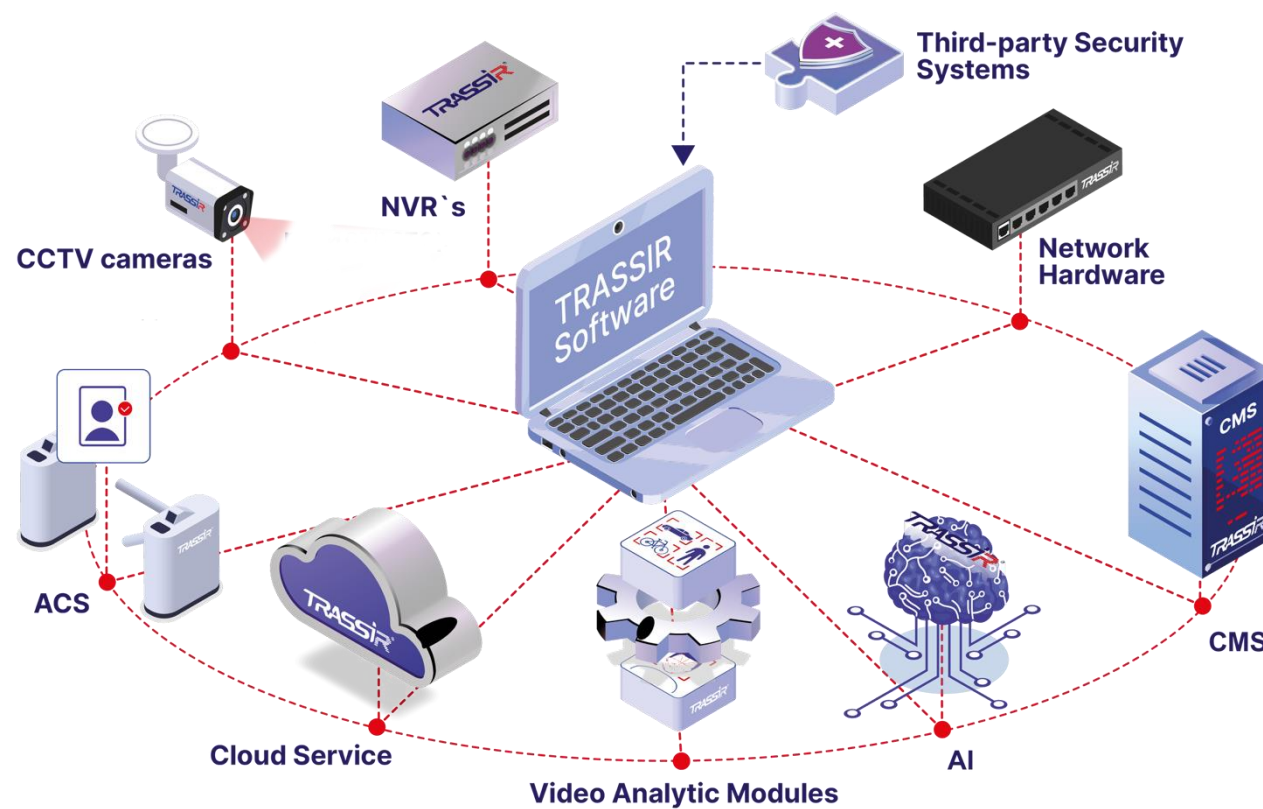 Third-party Security
Systems
TRASSIR
NVR`s
TRASSIR
CCTV cameras
TRASSIR
Network
Hardware
TRASSIR
Software
CMS
TRASSIR
CMS
TRASSIR
ACS
TRASSIR
Cloud Service
TRASSIR
Video Analytic Modules
TRASSIR
AI